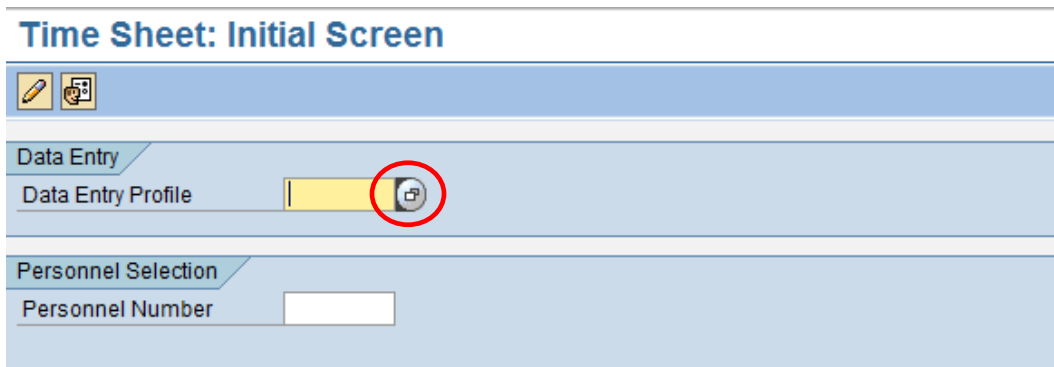 Time Sheet: Initial Screen
Data Entry
Data Entry Profile
Personnel Selection
Personnel Number